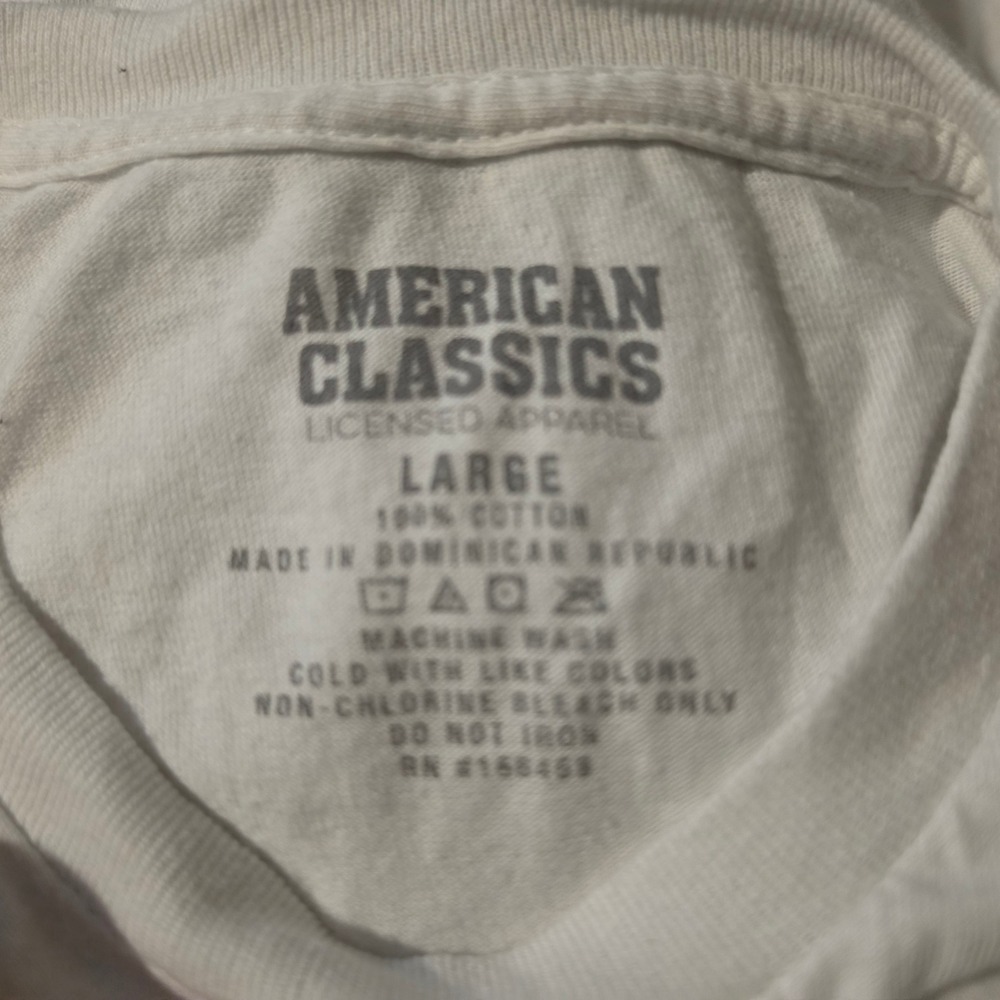 AMERICAN
CLASSICS
LICENSED APPAREL
LARGE
100% COTTON
MADE IN DOMINICAN REPUBLIC
MACHINE WASH
COLD WITH LIKE COLORS
NON-CHLORINE BLEACH ONLY
DO NOT IRON
RN